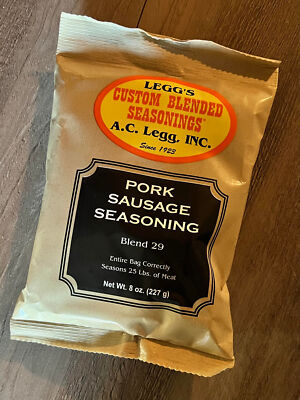 LEGG'S
CUSTOM BLENDED
SEASONINGS
A.C. Legg, INC.
Since 1923
PORK
SAUSAGE
SEASONING
Blend 29
Entire Bag Correctly
Seasons 25 Lbs. of Meat
Net Wt. 8 oz. (227 g)